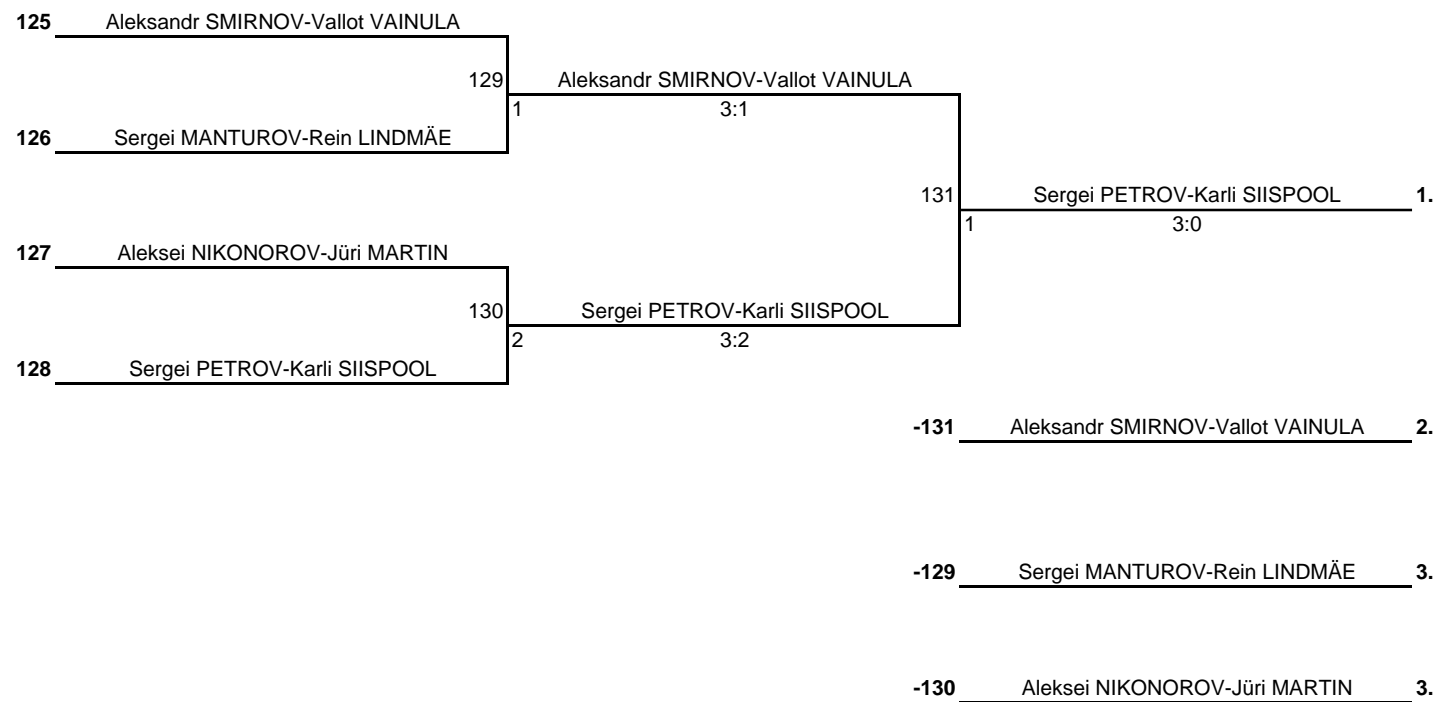 125 Aleksandr SMIRNOV-Vallot VAINULA
129 Aleksandr SMIRNOV-Vallot VAINULA
1 3:1
126 Sergei MANTUROV-Rein LINDMÄE
131 Sergei PETROV-Karli SIISPOOL 1.
1 3:0
127 Aleksei NIKONOROV-Jüri MARTIN
130 Sergei PETROV-Karli SIISPOOL
2 3:2
128 Sergei PETROV-Karli SIISPOOL
-131 Aleksandr SMIRNOV-Vallot VAINULA 2.
-129 Sergei MANTUROV-Rein LINDMÄE 3.
-130 Aleksei NIKONOROV-Jüri MARTIN 3.